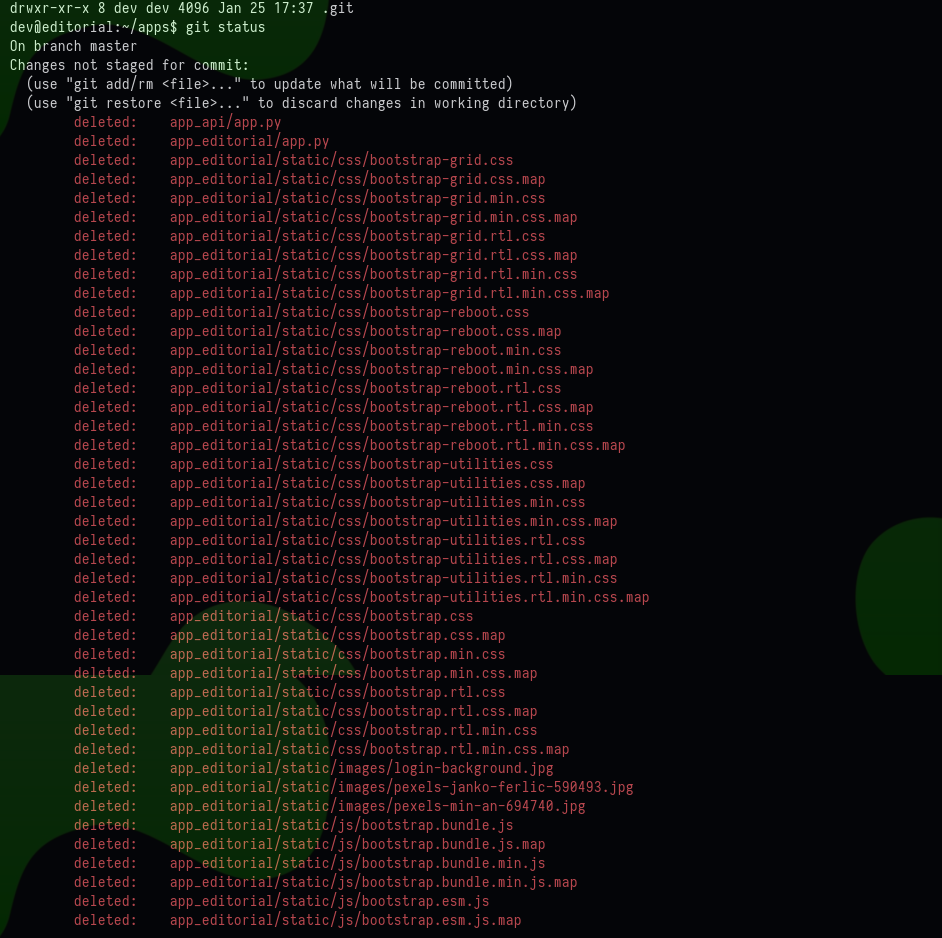 drwxr-xr-x 8 dev dev 4096 Jan 25 17:37 .git
dev@editorial:~/apps$ git status
On branch master
Changes not staged for commit:
  (use "git add/rm <file>..." to update what will be committed)
  (use "git restore <file>..." to discard changes in working directory)
        deleted:    app_api/app.py
        deleted:    app_editorial/app.py
        deleted:    app_editorial/static/css/bootstrap-grid.css
        deleted:    app_editorial/static/css/bootstrap-grid.css.map
        deleted:    app_editorial/static/css/bootstrap-grid.min.css
        deleted:    app_editorial/static/css/bootstrap-grid.min.css.map
        deleted:    app_editorial/static/css/bootstrap-grid.rtl.css
        deleted:    app_editorial/static/css/bootstrap-grid.rtl.css.map
        deleted:    app_editorial/static/css/bootstrap-grid.rtl.min.css
        deleted:    app_editorial/static/css/bootstrap-grid.rtl.min.css.map
        deleted:    app_editorial/static/css/bootstrap-reboot.css
        deleted:    app_editorial/static/css/bootstrap-reboot.css.map
        deleted:    app_editorial/static/css/bootstrap-reboot.min.css
        deleted:    app_editorial/static/css/bootstrap-reboot.min.css.map
        deleted:    app_editorial/static/css/bootstrap-reboot.rtl.css
        deleted:    app_editorial/static/css/bootstrap-reboot.rtl.css.map
        deleted:    app_editorial/static/css/bootstrap-reboot.rtl.min.css
        deleted:    app_editorial/static/css/bootstrap-reboot.rtl.min.css.map
        deleted:    app_editorial/static/css/bootstrap-utilities.css
        deleted:    app_editorial/static/css/bootstrap-utilities.css.map
        deleted:    app_editorial/static/css/bootstrap-utilities.min.css
        deleted:    app_editorial/static/css/bootstrap-utilities.min.css.map
        deleted:    app_editorial/static/css/bootstrap-utilities.rtl.css
        deleted:    app_editorial/static/css/bootstrap-utilities.rtl.css.map
        deleted:    app_editorial/static/css/bootstrap-utilities.rtl.min.css
        deleted:    app_editorial/static/css/bootstrap-utilities.rtl.min.css.map
        deleted:    app_editorial/static/css/bootstrap.css
        deleted:    app_editorial/static/css/bootstrap.css.map
        deleted:    app_editorial/static/css/bootstrap.min.css
        deleted:    app_editorial/static/css/bootstrap.min.css.map
        deleted:    app_editorial/static/css/bootstrap.rtl.css
        deleted:    app_editorial/static/css/bootstrap.rtl.css.map
        deleted:    app_editorial/static/css/bootstrap.rtl.min.css
        deleted:    app_editorial/static/css/bootstrap.rtl.min.css.map
        deleted:    app_editorial/static/images/login-background.jpg
        deleted:    app_editorial/static/images/pexels-janko-ferlic-590493.jpg
        deleted:    app_editorial/static/images/pexels-min-an-694740.jpg
        deleted:    app_editorial/static/js/bootstrap.bundle.js
        deleted:    app_editorial/static/js/bootstrap.bundle.js.map
        deleted:    app_editorial/static/js/bootstrap.bundle.min.js
        deleted:    app_editorial/static/js/bootstrap.bundle.min.js.map
        deleted:    app_editorial/static/js/bootstrap.esm.js
        deleted:    app_editorial/static/js/bootstrap.esm.js.map